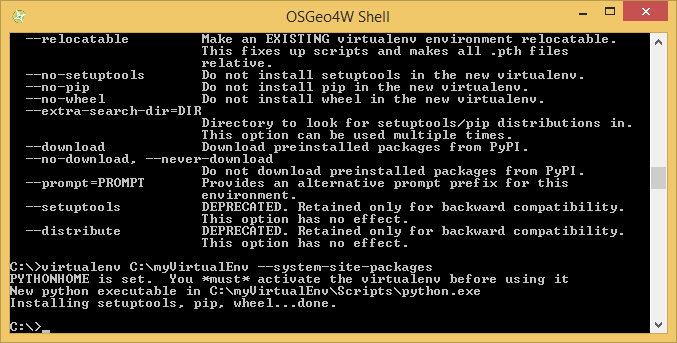 OSGeo4W Shell
--relocatable Make an EXISTING virtualenv environment relocatable.
This fixes up scripts and makes all .pth files
relative.
--no-setuptools Do not install setuptools in the new virtualenv.
--no-pip Do not install pip in the new virtualenv.
--no-wheel Do not install wheel in the new virtualenv.
--extra-search-dir=DIR
Directory to look for setuptools/pip distributions in.
This option can be used multiple times.
--download Download preinstalled packages from PyPI.
--no-download, --never-download
Do not download preinstalled packages from PyPI.
--prompt=PROMPT Provides an alternative prompt prefix for this
environment.
--setuptools DEPRECATED. Retained only for backward compatibility.
This option has no effect.
--distribute DEPRECATED. Retained only for backward compatibility.
This option has no effect.
C:\>virtualenv C:\myVirtualEnv --system-site-packages
PYTHONHOME is set. You *must* activate the virtualenv before using it
New python executable in C:\myVirtualEnv\Scripts\python.exe
Installing setuptools, pip, wheel...done.
C:\>_